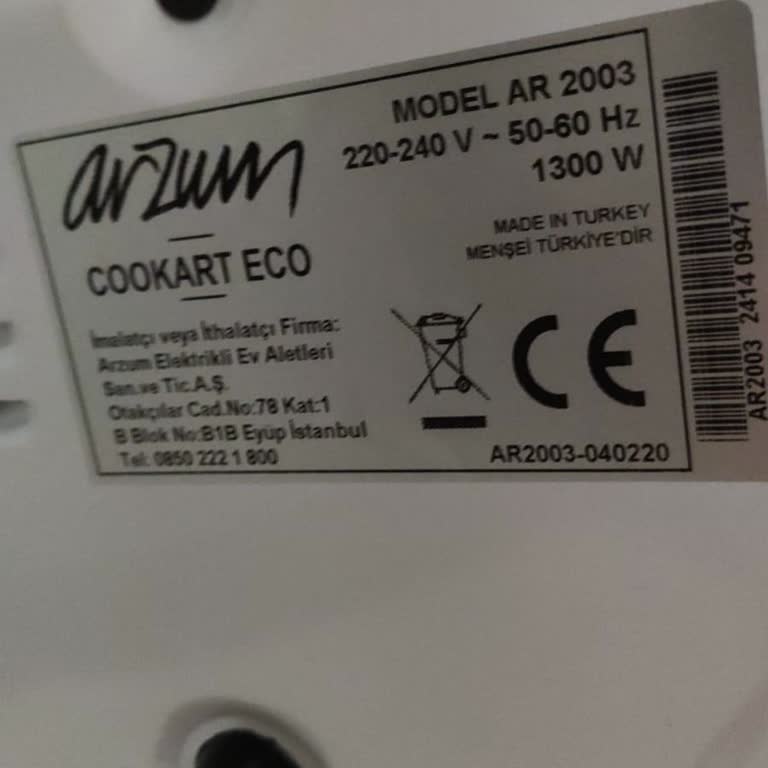 arzum
COOKART ECO
İmalatçı veya İthalatçı Firma:
Arzum Elektrikli Ev Aletleri
San.ve Tic.A.Ş.
Otakçılar Cad.No:78 Kat:1
B Blok No:B1B Eyüp İstanbul
Tel: 0850 222 1 800
MODEL AR 2003
220-240 V ~ 50-60 Hz
1300 W
MADE IN TURKEY
MENŞEİ TÜRKİYE'DİR
CE
AR2003-040220
AR2003 2414 09471